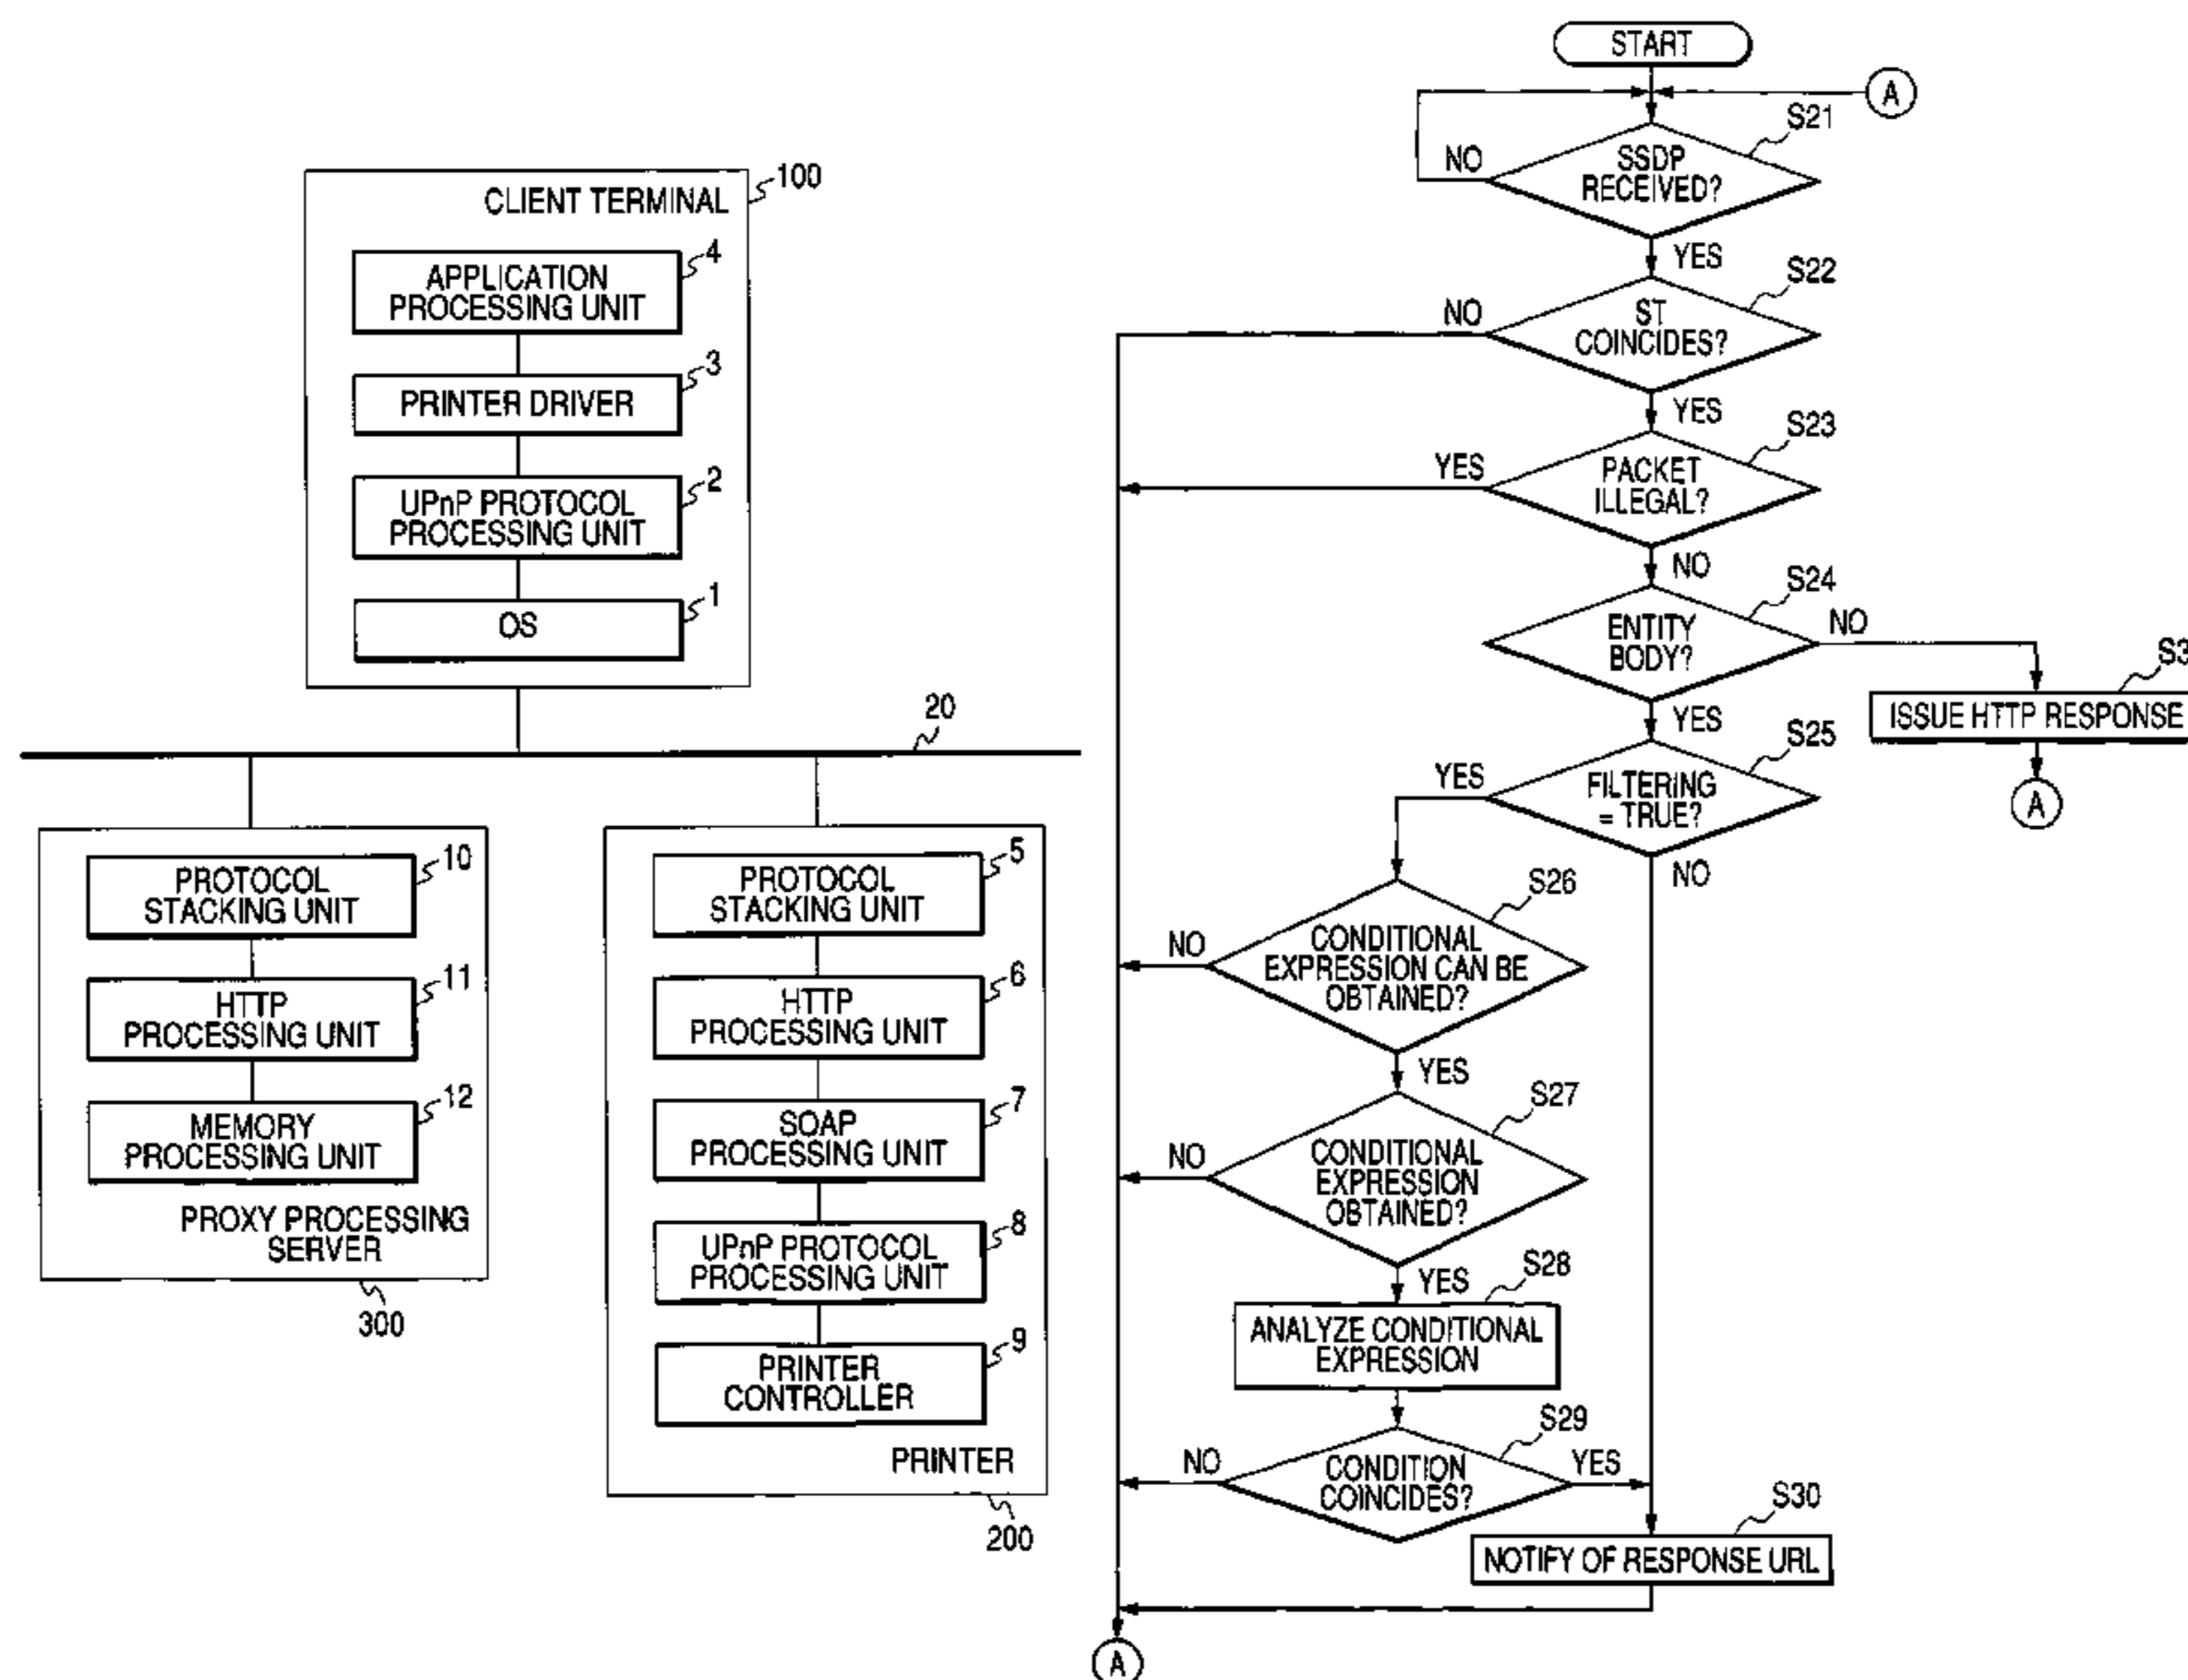 CLIENT TERMINAL
100
APPLICATION
PROCESSING UNIT
4
PRINTER DRIVER
3
UPnP PROTOCOL
PROCESSING UNIT
2
OS
1
20
PROTOCOL
STACKING UNIT
10
HTTP
PROCESSING UNIT
11
MEMORY
PROCESSING UNIT
12
PROXY PROCESSING
SERVER
300
PROTOCOL
STACKING UNIT
5
HTTP
PROCESSING UNIT
6
SOAP
PROCESSING UNIT
7
UPnP PROTOCOL
PROCESSING UNIT
8
PRINTER
CONTROLLER
9
PRINTER
200
START
A
S21
SSDP
RECEIVED?
NO
YES
S22
ST
COINCIDES?
NO
YES
S23
PACKET
ILLEGAL?
YES
NO
S24
ENTITY
BODY?
NO
YES
S3
ISSUE HTTP RESPONSE
A
S25
FILTERING
= TRUE?
YES
NO
S26
CONDITIONAL
EXPRESSION CAN BE
OBTAINED?
NO
YES
S27
CONDITIONAL
EXPRESSION
OBTAINED?
NO
YES
S28
ANALYZE CONDITIONAL
EXPRESSION
S29
CONDITION
COINCIDES?
NO
YES
S30
NOTIFY OF RESPONSE URL
A